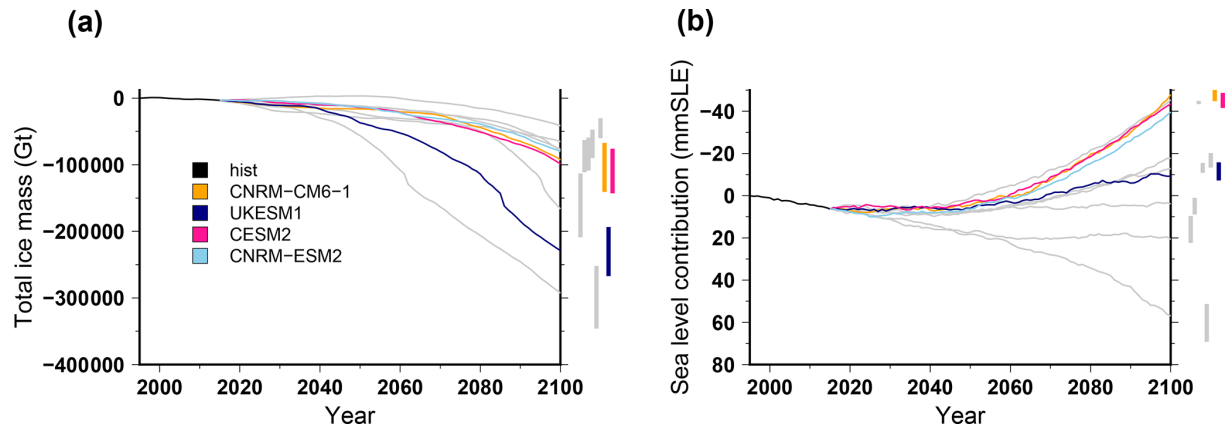 (a)
Total ice mass (Gt)
0
−100000
−200000
−300000
−400000
hist
CNRM−CM6−1
UKESM1
CESM2
CNRM−ESM2
2000 2020 2040 2060 2080 2100
Year
(b)
Sea level contribution (mmSLE)
−40
−20
0
20
40
60
80
2000 2020 2040 2060 2080 2100
Year